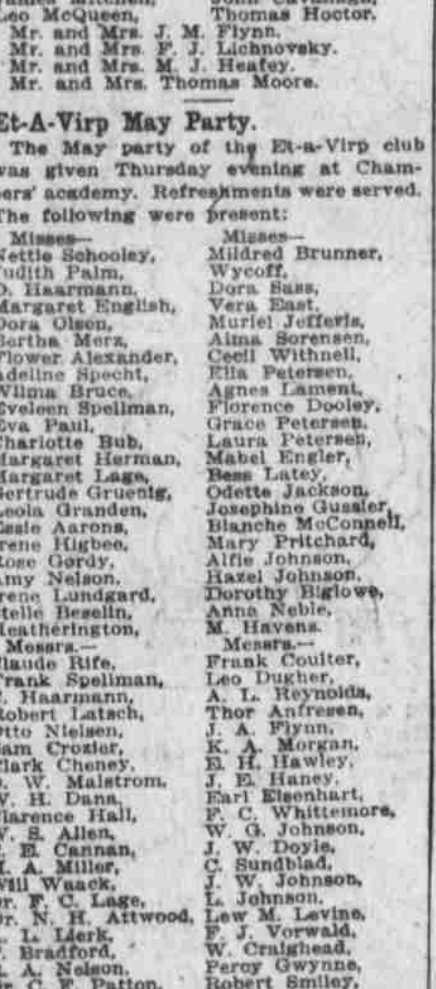 Leo McQueen, Thomas Hoctor.
Mr. and Mrs. J. M. Flynn.
Mr. and Mrs. F. J. Lichnovsky.
Mr. and Mrs. M. J. Heafey.
Mr. and Mrs. Thomas Moore.
Et-A-Virp May Party.
The May party of the Et-a-Virp club
was given Thursday evening at Cham-
bers' academy. Refreshments were served.
The following were present:
Misses— Misses—
Nettie Schooley, Mildred Brunner,
Judith Palm, Wycoff,
Haarmann, Dora Sass,
Margaret English, Vera East,
Dora Olsen, Muriel Jefferis,
Bertha Merz, Alma Sorensen,
Flower Alexander, Cecil Withnell,
Adeline Specht, Ella Petersen,
Wilma Bruce, Agnes Lament,
Eveleen Spellman, Florence Dooley,
Eva Paul, Grace Petersen.
Charlotte Bub, Laura Petersen,
Margaret Herman, Mabel Engler,
Margaret Lage, Bess Latey,
Gertrude Gruenig, Odette Jackson,
Leola Granden, Josephine Gussler,
Essie Aarons, Blanche McConnell,
Irene Higbee, Mary Pritchard,
Rose Gordy, Alfie Johnson,
Amy Nelson, Hazel Johnson,
Irene Lundgard, Dorothy Biglowe,
Stelle Beselin, Anna Neble,
Heatherington, M. Havens.
Messrs.— Messrs.—
Claude Rife, Frank Coulter,
Frank Spellman, Leo Dugher,
Haarmann, A. L. Reynolds,
Robert Latsch, Thor Anfresen,
Otto Nielsen, J. A. Flynn,
Sam Crozier, K. A. Morgan,
Clark Cheney, E. H. Hawley,
W. Malstrom, J. E. Haney,
W. H. Dana, Earl Eisenhart,
Clarence Hall, F. C. Whittemore,
W. S. Allen, W. G. Johnson,
E. Cannan, J. W. Doyle,
A. Miller, C. Sundblad,
Will Waack, J. W. Johnson,
Dr. F. C. Lage, L. Johnson,
Dr. N. H. Attwood, Lew M. Levine,
L. Lierk, F. J. Vorwald,
Bradford, W. Craighead,
A. Nelson, Percy Gwynne,
Dr. C. F. Patton, Robert Smiley,